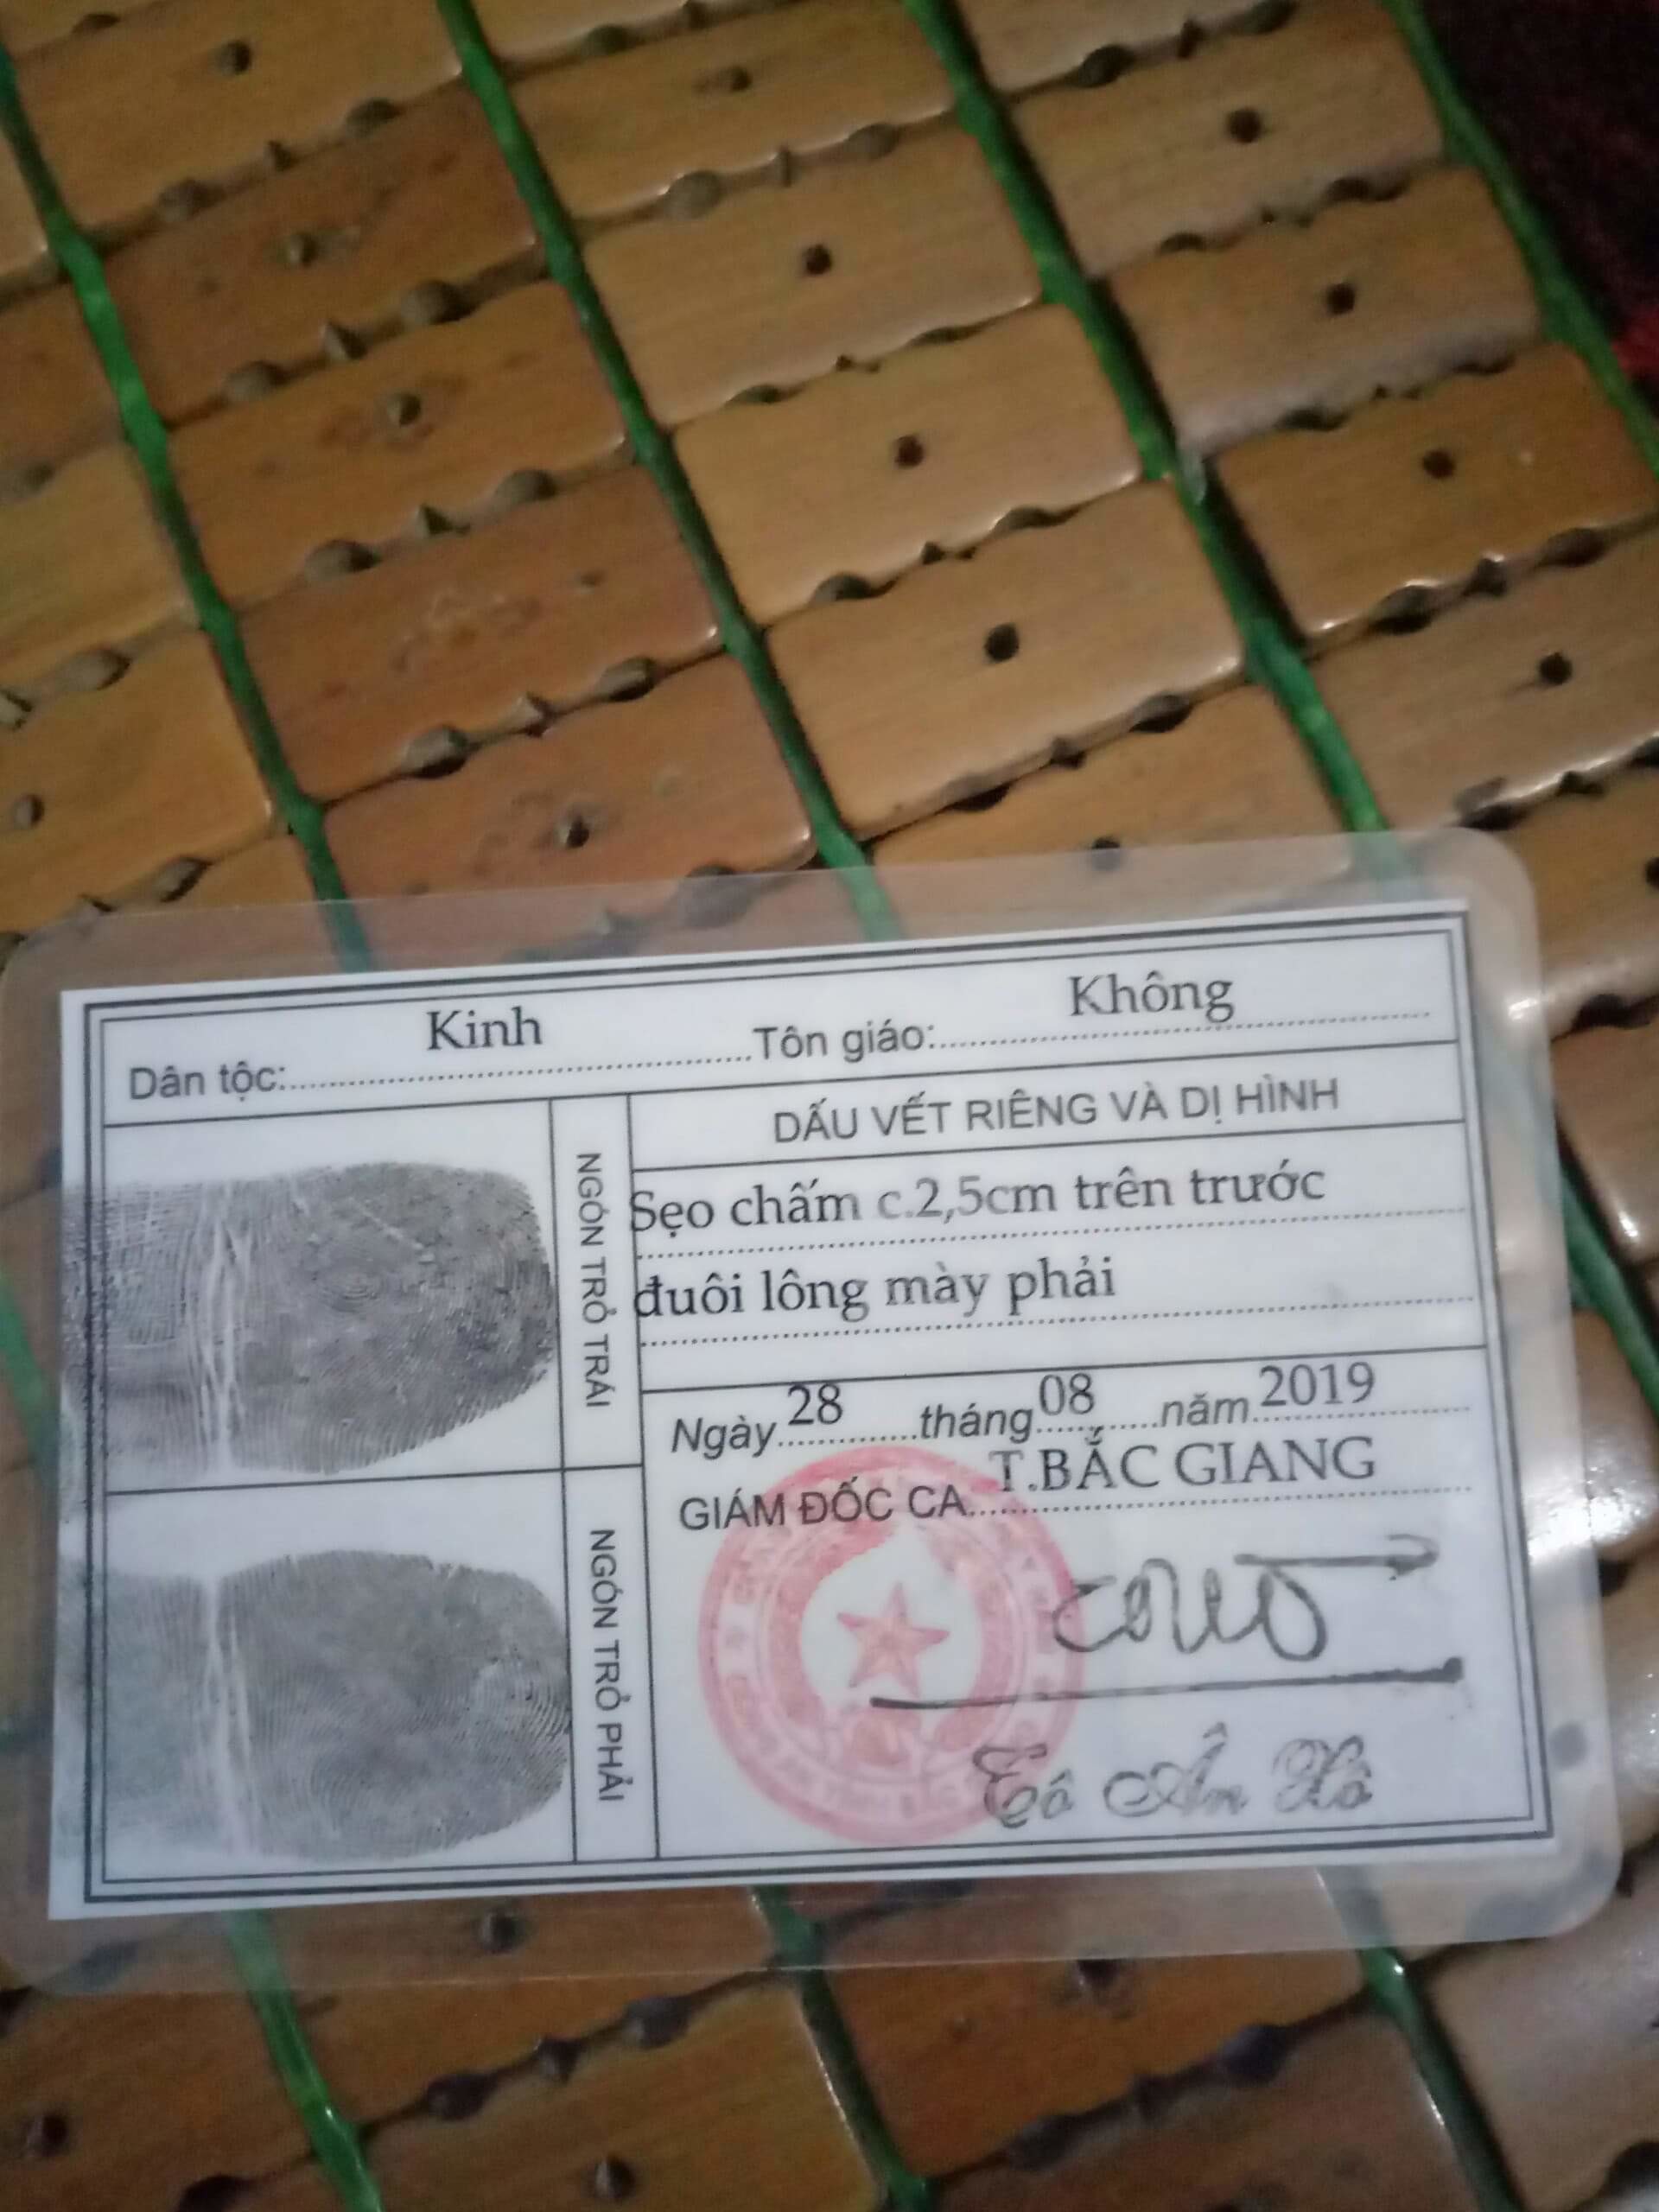 Dân tộc: Kinh Tôn giáo: Không
NGÓN TRỎ TRÁI
NGÓN TRỎ PHẢI
DẤU VẾT RIÊNG VÀ DỊ HÌNH
Sẹo chấm c.2,5cm trên trước
đuôi lông mày phải
Ngày 28 tháng 08 năm 2019
GIÁM ĐỐC CA T.BẮC GIANG